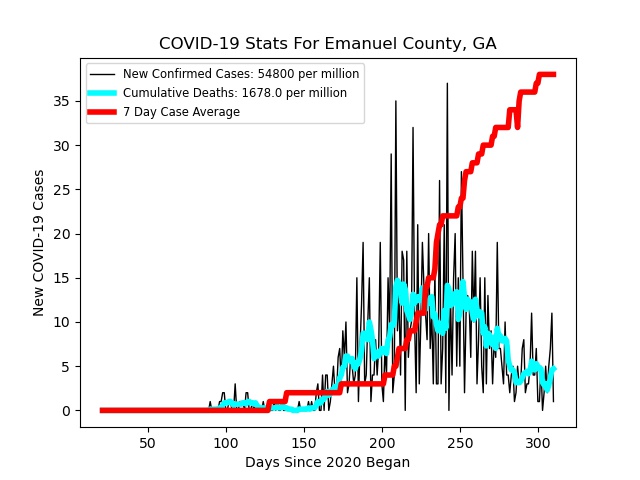 COVID-19 Stats For Emanuel County, GA
New Confirmed Cases: 54800 per million
Cumulative Deaths: 1678.0 per million
7 Day Case Average
New COVID-19 Cases
35
30
25
20
15
10
5
0
50 100 150 200 250 300
Days Since 2020 Began